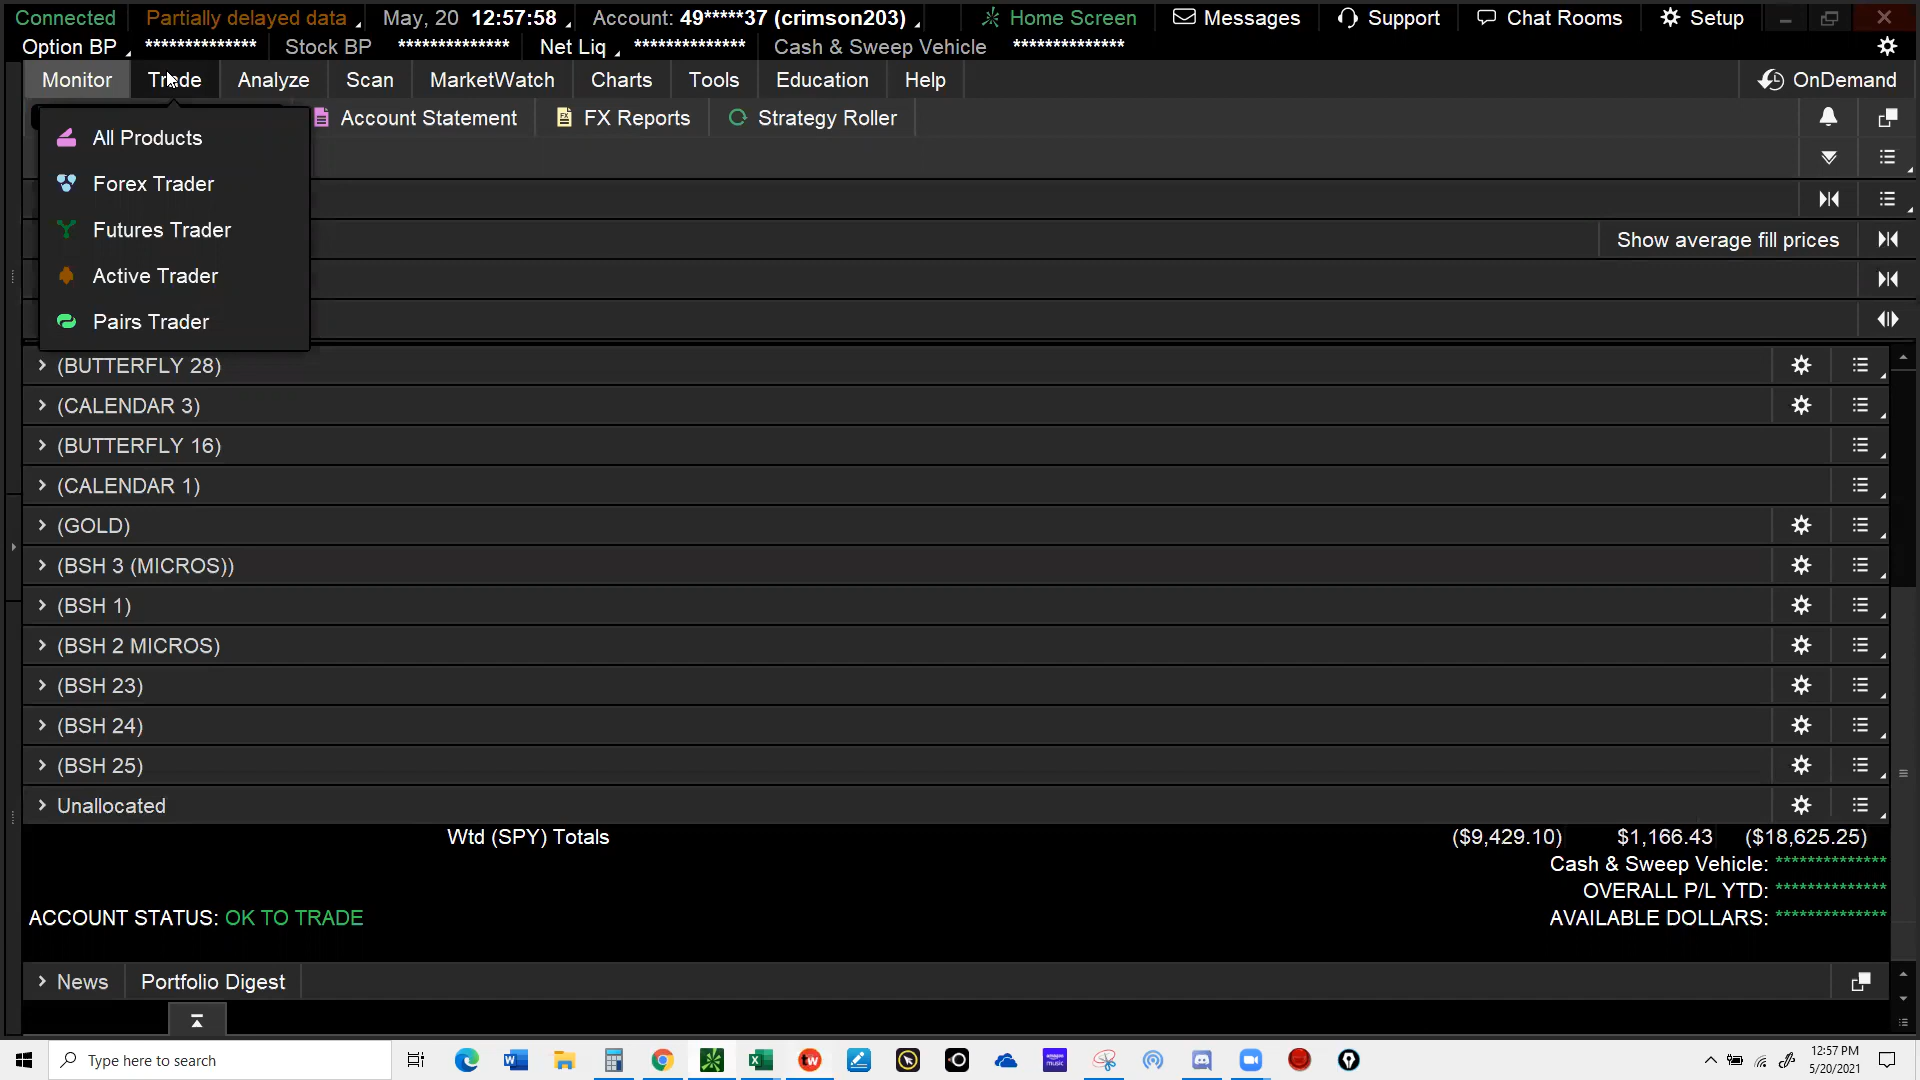 Connected Partially delayed data May, 20 12:57:58 Account: 49*****37 (crimson203) Home Screen Messages Support Chat Rooms Setup
Option BP ************** Stock BP ************** Net Liq ************** Cash & Sweep Vehicle **************
Monitor Trade Analyze Scan MarketWatch Charts Tools Education Help OnDemand
Account Statement FX Reports Strategy Roller
All Products
Forex Trader
Futures Trader
Show average fill prices
Active Trader
Pairs Trader
(BUTTERFLY 28)
(CALENDAR 3)
(BUTTERFLY 16)
(CALENDAR 1)
(GOLD)
(BSH 3 (MICROS))
(BSH 1)
(BSH 2 MICROS)
(BSH 23)
(BSH 24)
(BSH 25)
Unallocated
Wtd (SPY) Totals ($9,429.10) $1,166.43 ($18,625.25)
Cash & Sweep Vehicle: **************
OVERALL P/L YTD: **************
ACCOUNT STATUS: OK TO TRADE AVAILABLE DOLLARS: **************
News Portfolio Digest
Type here to search
tw
amazon music
12:57 PM
5/20/2021